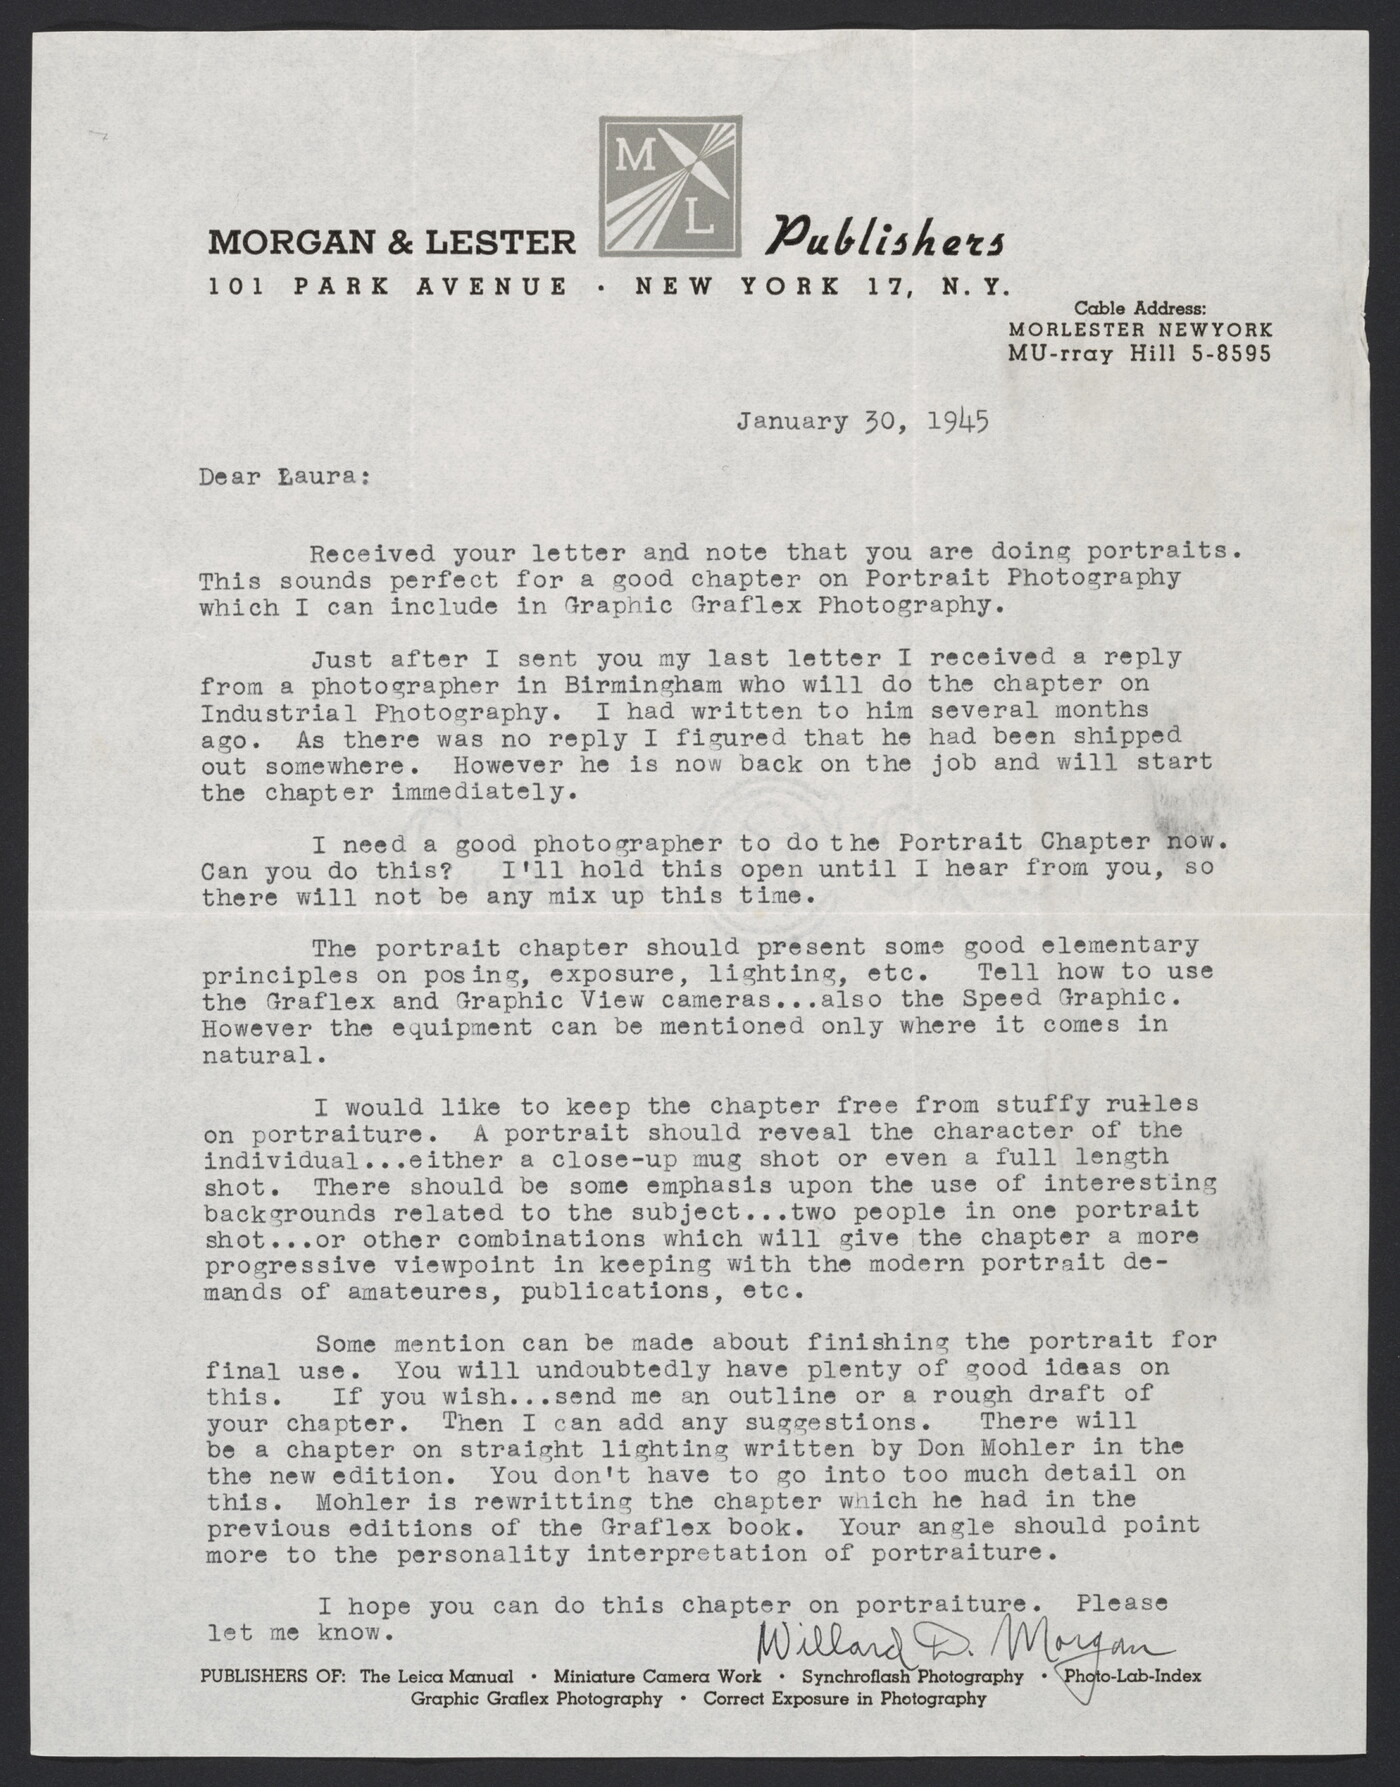 M
L
MORGAN & LESTER Publishers
101 PARK AVENUE · NEW YORK 17, N.Y.
Cable Address:
MORLESTER NEWYORK
MU-rray Hill 5-8595
January 30, 1945
Dear Laura:
Received your letter and note that you are doing portraits.
This sounds perfect for a good chapter on Portrait Photography
which I can include in Graphic Graflex Photography.
Just after I sent you my last letter I received a reply
from a photographer in Birmingham who will do the chapter on
Industrial Photography. I had written to him several months
ago. As there was no reply I figured that he had been shipped
out somewhere. However he is now back on the job and will start
the chapter immediately.
I need a good photographer to do the Portrait Chapter now.
Can you do this? I'll hold this open until I hear from you, so
there will not be any mix up this time.
The portrait chapter should present some good elementary
principles on posing, exposure, lighting, etc. Tell how to use
the Graflex and Graphic View cameras...also the Speed Graphic.
However the equipment can be mentioned only where it comes in
natural.
I would like to keep the chapter free from stuffy rulles
on portraiture. A portrait should reveal the character of the
individual...either a close-up mug shot or even a full length
shot. There should be some emphasis upon the use of interesting
backgrounds related to the subject...two people in one portrait
shot...or other combinations which will give the chapter a more
progressive viewpoint in keeping with the modern portrait de-
mands of amateures, publications, etc.
Some mention can be made about finishing the portrait for
final use. You will undoubtedly have plenty of good ideas on
this. If you wish...send me an outline or a rough draft of
your chapter. Then I can add any suggestions. There will
be a chapter on straight lighting written by Don Mohler in the
the new edition. You don't have to go into too much detail on
this. Mohler is rewritting the chapter which he had in the
previous editions of the Graflex book. Your angle should point
more to the personality interpretation of portraiture.
I hope you can do this chapter on portraiture. Please
let me know.
Willard D. Morgan
PUBLISHERS OF: The Leica Manual • Miniature Camera Work • Synchroflash Photography • Photo-Lab-Index
Graphic Graflex Photography • Correct Exposure in Photography